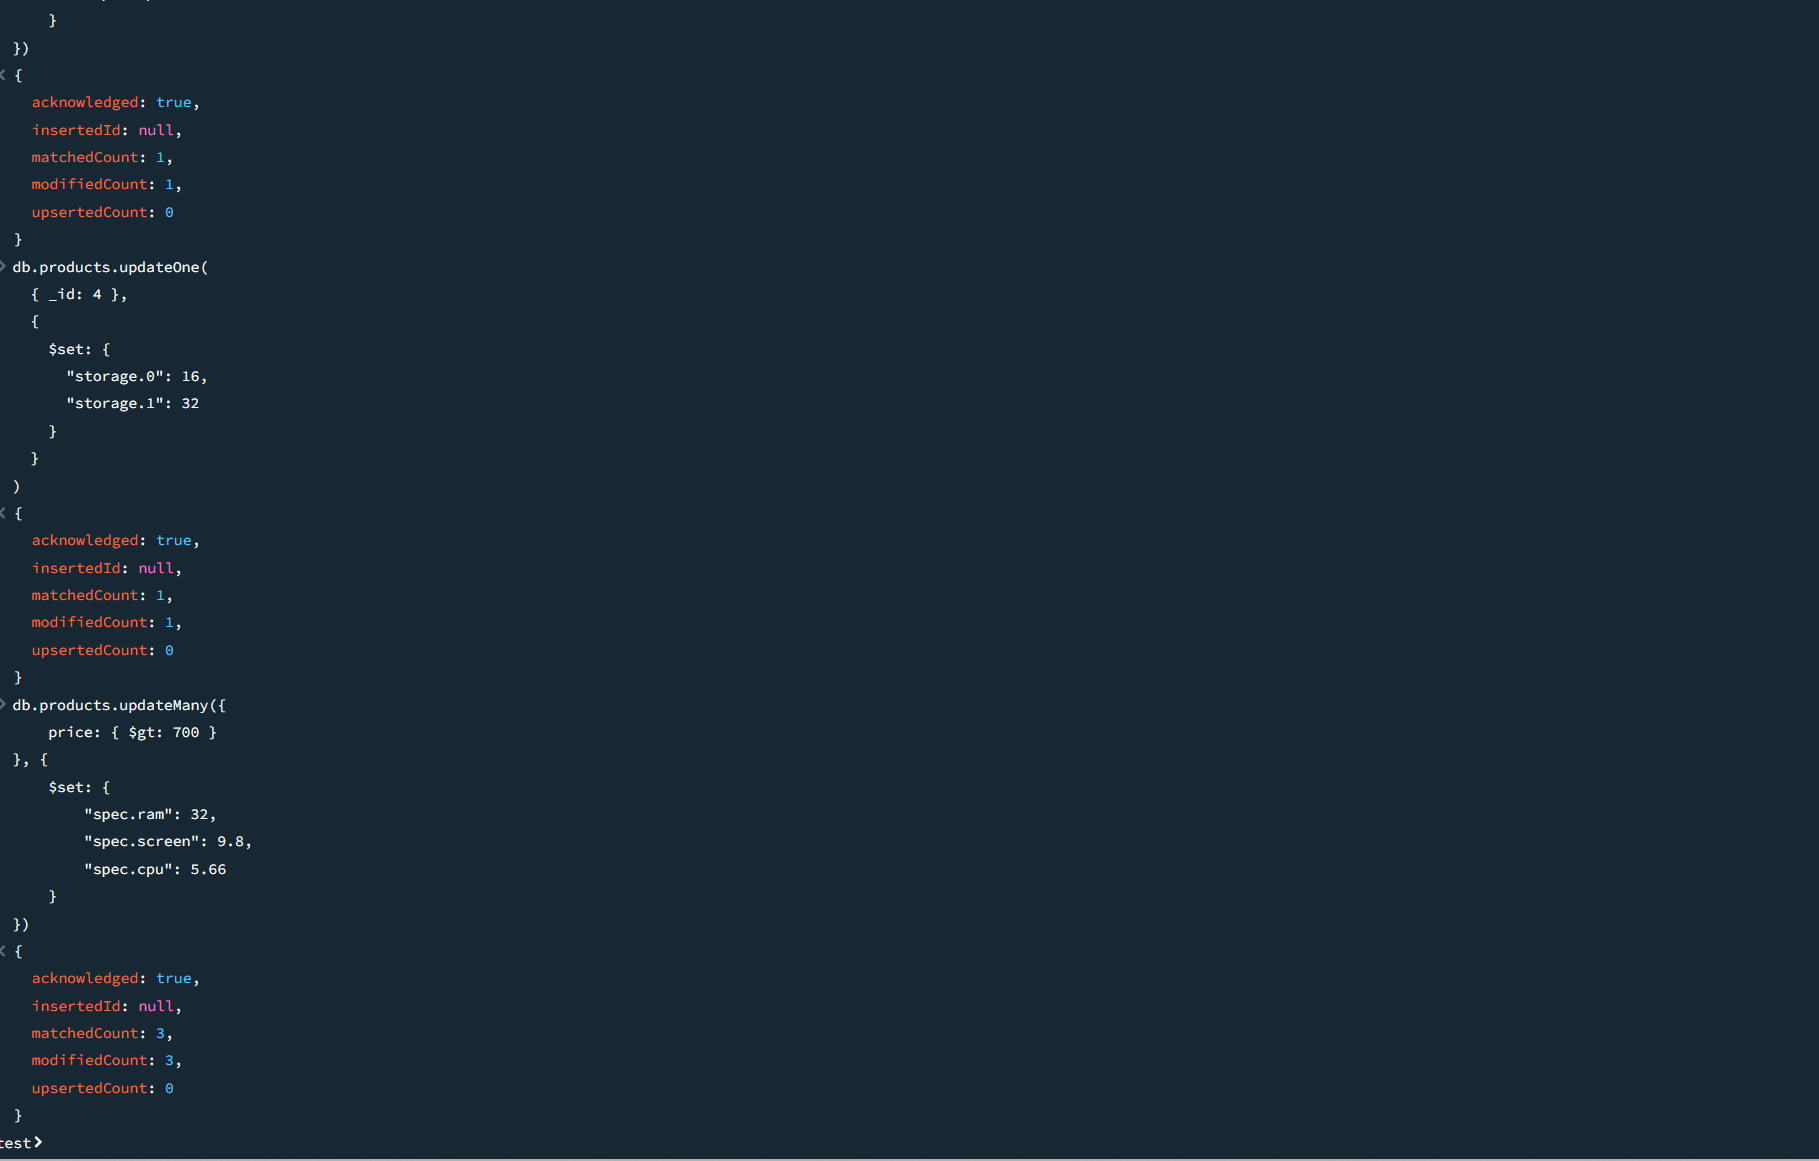 }
})
< {
  acknowledged: true,
  insertedId: null,
  matchedCount: 1,
  modifiedCount: 1,
  upsertedCount: 0
}
> db.products.updateOne(
  { _id: 4 },
  {
    $set: {
      "storage.0": 16,
      "storage.1": 32
    }
  }
)
< {
  acknowledged: true,
  insertedId: null,
  matchedCount: 1,
  modifiedCount: 1,
  upsertedCount: 0
}
> db.products.updateMany({
    price: { $gt: 700 }
}, {
    $set: {
        "spec.ram": 32,
        "spec.screen": 9.8,
        "spec.cpu": 5.66
    }
})
< {
  acknowledged: true,
  insertedId: null,
  matchedCount: 3,
  modifiedCount: 3,
  upsertedCount: 0
}
test>